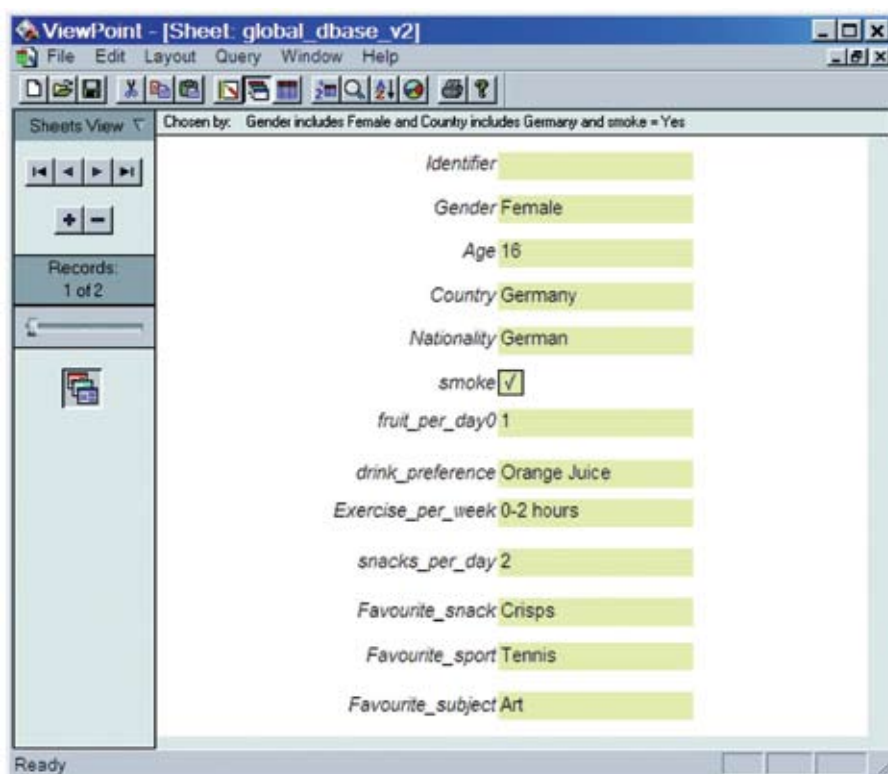 ViewPoint - [Sheet: global_dbase_v2]
File Edit Layout Query Window Help
Sheets View
Chosen by: Gender includes Female and Country includes Germany and smoke = Yes
Identifier
Gender Female
Age 16
Records:
1 of 2
Country Germany
Nationality German
smoke √
fruit_per_day0 1
drink_preference Orange Juice
Exercise_per_week 0-2 hours
snacks_per_day 2
Favourite_snack Crisps
Favourite_sport Tennis
Favourite_subject Art
Ready